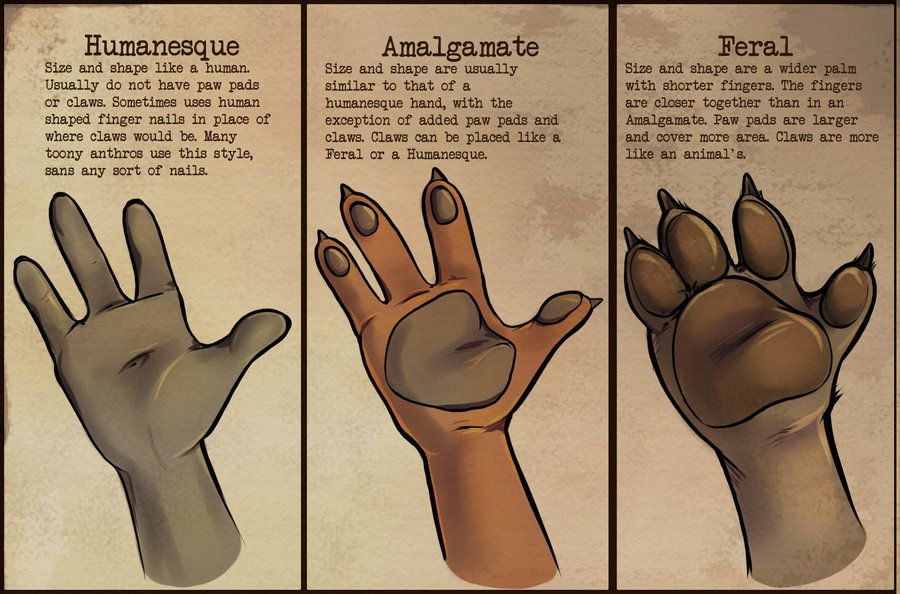 Humanesque
Size and shape like a human.
Usually do not have paw pads
or claws. Sometimes uses human
shaped finger nails in place of
where claws would be. Many
toony anthros use this style,
sans any sort of nails.
Amalgamate
Size and shape are usually
similar to that of a
humanesque hand, with the
exception of added paw pads and
claws. Claws can be placed like a
Feral or a Humanesque.
Feral
Size and shape are a wider palm
with shorter fingers. The fingers
are closer together than in an
Amalgamate. Paw pads are larger
and cover more area. Claws are more
like an animal's.